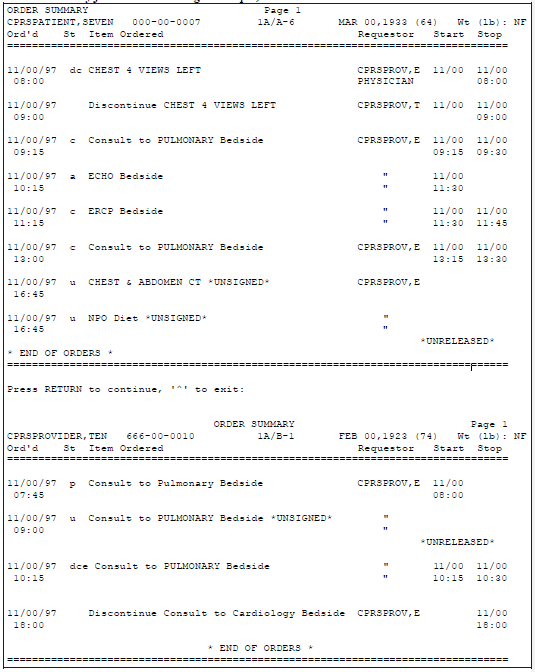 ORDER SUMMARY Page 1
CPRSPATIENT,SEVEN 000-00-0007 1A/A-6 MAR 00,1933 (64) Wt (lb): NF
Ord'd St Item Ordered Requestor Start Stop
11/00/97 dc CHEST 4 VIEWS LEFT CPRSPROV,E 11/00 11/00
08:00 PHYSICIAN 08:00
11/00/97 Discontinue CHEST 4 VIEWS LEFT CPRSPROV,T 11/00 11/00
09:00 09:00
11/00/97 c Consult to PULMONARY Bedside CPRSPROV,E 11/00 11/00
09:15 09:15 09:30
11/00/97 a ECHO Bedside " 11/00
10:15 " 11:30
11/00/97 c ERCP Bedside " 11/00 11/00
11:15 " 11:30 11:45
11/00/97 c Consult to PULMONARY Bedside CPRSPROV,E 11/00 11/00
13:00 13:15 13:30
11/00/97 u CHEST & ABDOMEN CT *UNSIGNED* CPRSPROV,E
16:45
11/00/97 u NPO Diet *UNSIGNED* "
16:45 "
*UNRELEASED*
* END OF ORDERS *
Press RETURN to continue, '^' to exit:
ORDER SUMMARY Page 1
CPRSPROVIDER,TEN 666-00-0010 1A/B-1 FEB 00,1923 (74) Wt (lb): NF
Ord'd St Item Ordered Requestor Start Stop
11/00/97 p Consult to Pulmonary Bedside CPRSPROV,E 11/00
07:45 08:00
11/00/97 u Consult to PULMONARY Bedside *UNSIGNED* "
09:00 "
*UNRELEASED*
11/00/97 dce Consult to PULMONARY Bedside " 11/00 11/00
10:15 " 10:15 10:30
11/00/97 Discontinue Consult to Cardiology Bedside CPRSPROV,E 11/00
18:00 18:00
* END OF ORDERS *